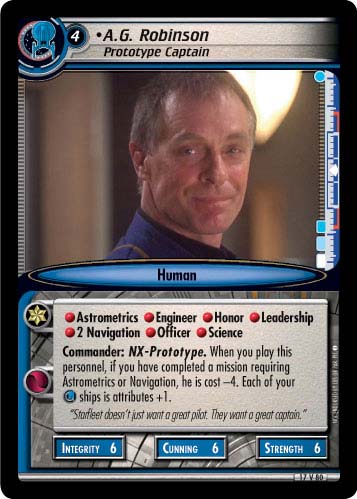 4
•A.G. Robinson
Prototype Captain
Human
•Astrometrics •Engineer •Honor •Leadership
•2 Navigation •Officer •Science
Commander: NX-Prototype. When you play this
personnel, if you have completed a mission requiring
Astrometrics or Navigation, he is cost –4. Each of your
ships is attributes +1.
"Starfleet doesn't just want a great pilot. They want a great captain."
INTEGRITY 6 CUNNING 6 STRENGTH 6
17 V 80